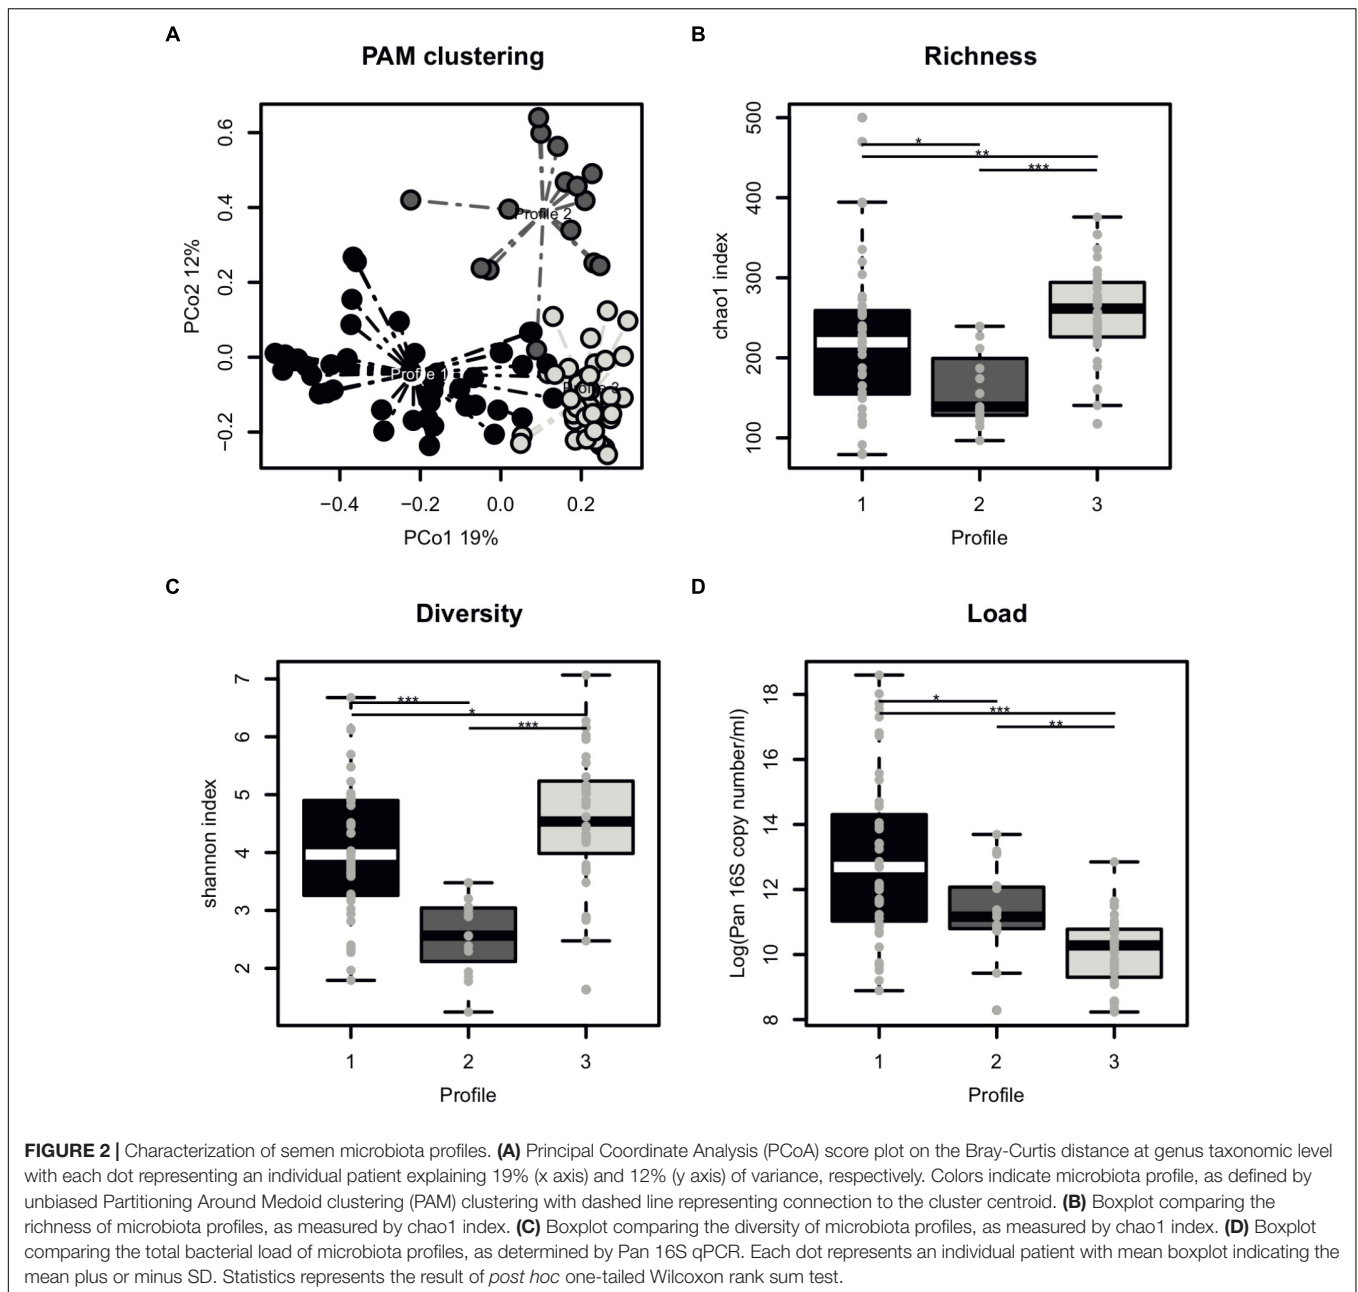 A
PAM clustering
0.6
0.4
0.2
0.0
−0.2
PCo2 12%
Profile 2
Profile 1
Profile 3
−0.4 −0.2 0.0 0.2
PCo1 19%
B
Richness
500
400
300
200
100
chao1 index
*
**
***
1 2 3
Profile
C
Diversity
7
6
5
4
3
2
shannon index
***
*
***
1 2 3
Profile
D
Load
18
16
14
12
10
8
Log(Pan 16S copy number/ml)
*
***
**
1 2 3
Profile
FIGURE 2 | Characterization of semen microbiota profiles. (A) Principal Coordinate Analysis (PCoA) score plot on the Bray-Curtis distance at genus taxonomic level
with each dot representing an individual patient explaining 19% (x axis) and 12% (y axis) of variance, respectively. Colors indicate microbiota profile, as defined by
unbiased Partitioning Around Medoid clustering (PAM) clustering with dashed line representing connection to the cluster centroid. (B) Boxplot comparing the
richness of microbiota profiles, as measured by chao1 index. (C) Boxplot comparing the diversity of microbiota profiles, as measured by chao1 index. (D) Boxplot
comparing the total bacterial load of microbiota profiles, as determined by Pan 16S qPCR. Each dot represents an individual patient with mean boxplot indicating the
mean plus or minus SD. Statistics represents the result of post hoc one-tailed Wilcoxon rank sum test.